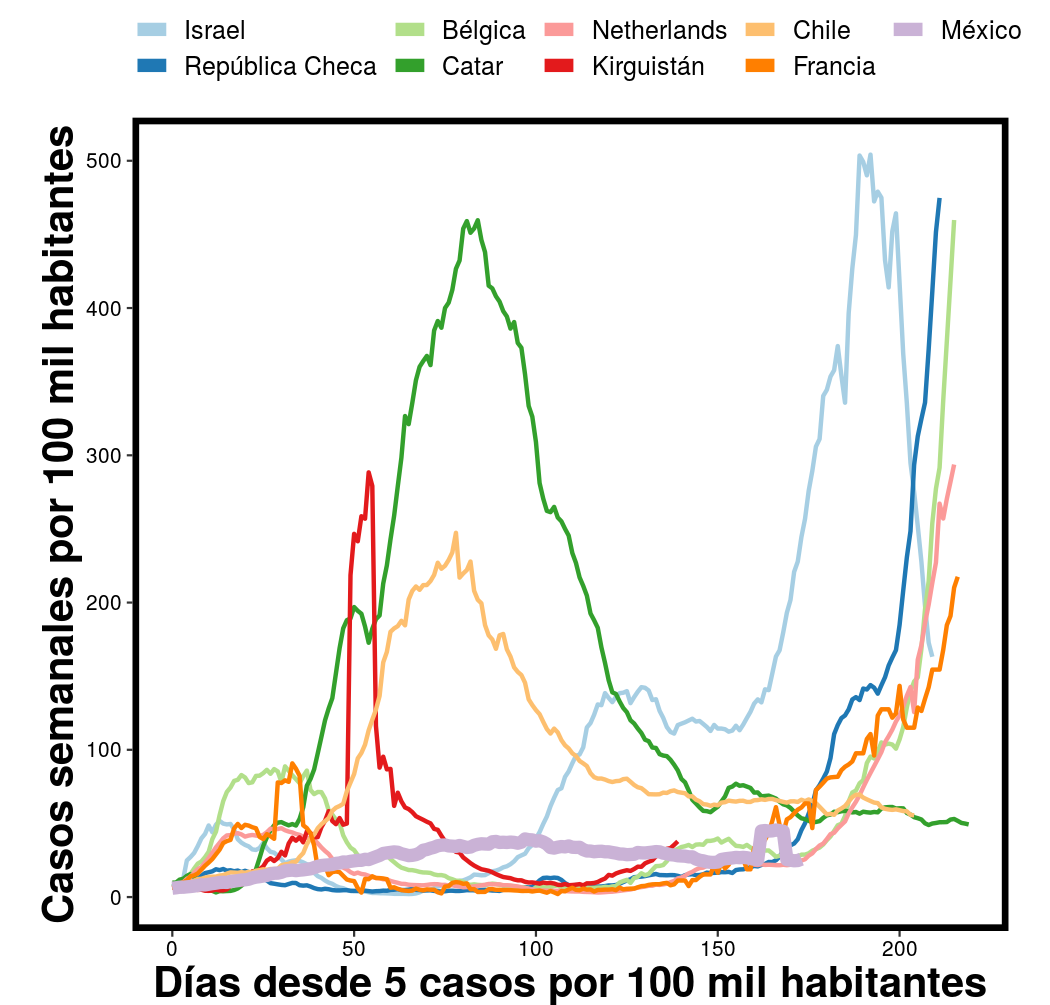 Israel Bélgica Netherlands Chile México
República Checa Catar Kirguistán Francia
Casos semanales por 100 mil habitantes
500
400
300
200
100
0
0 50 100 150 200
Días desde 5 casos por 100 mil habitantes